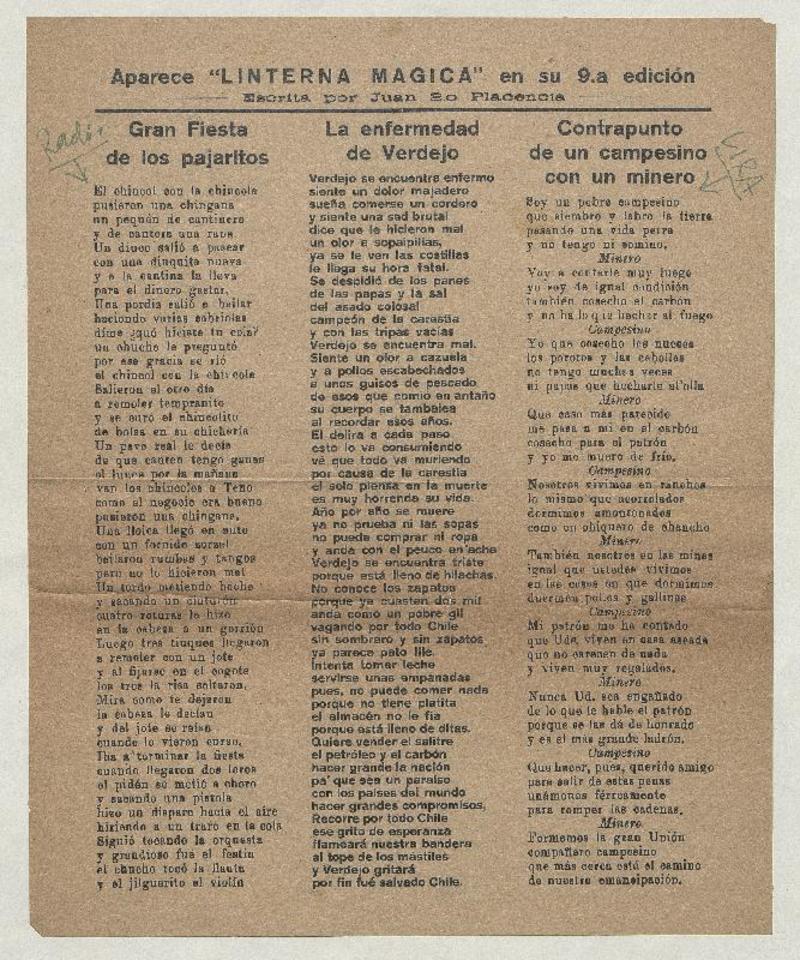 Aparece "LINTERNA MAGICA" en su 9.a edición
Escrita por Juan 2o Placencia
Gran Fiesta
de los pajaritos
El chincol con la chincola
pusieron una chingana
un pequén de cantinero
y de cantora una rana.
Un diuco salió a pasear
con una diuquita nueva
y a la cantina la lleva
para el dinero gastar.
Una perdiz salió a bailar
haciendo varias cabriolas
dime ¿qué hiciste tu cola?
un chuncho le preguntó
por esa gracia se rió
el chincol con la chincola
Salieron al otro día
a remoler tempranito
y se curó el chincolito
de bolsa en su chichería
Un pavo real le decía
de que canten tengo ganas
el lunes por la mañana
van los chincoles a Teno
como el negocio era bueno
pusieron una chingana.
Una lloica llegó en auto
con un fornido zorzal
bailaron rumbas y tangos
pero no lo hicieron mal
Un tordo metiendo boche
y sacando un cinturón
cuatro roturas le hizo
en la cabeza a un gorrión
Luego tres tiuques llegaron
a remoler con un jote
y al fijarse en el cogote
los tres la risa soltaron.
Mira como te dejaron
la cabeza le decían
y del jote se reían
cuando lo vieron curao.
Iba a terminar la fiesta
cuando llegaron dos loros
el pidén se metió a choro
y sacando una pistola
hizo un disparo hacia el aire
hiriendo a un traro en la cola
Siguió tocando la orquesta
y grandioso fué el festín
el chuncho tocó la flauta
y el jilguerito el violín
La enfermedad
de Verdejo
Verdejo se encuentra enfermo
siente un dolor majadero
sueña comerse un cordero
y siente una sed brutal
dice que le hicieron mal
un olor a sopaipillas,
ya se le ven las costillas
le llega su hora fatal.
Se despidió de los panes
de las papas y la sal
del asado colosal
campeón de la carestía
y con las tripas vacías
Verdejo se encuentra mal.
Siente un olor a cazuela
y a pollos escabechados
a unos guisos de pescado
de esos que comió en antaño
su cuerpo se tambalea
al recordar esos años.
El delira a cada paso
esto lo va consumiendo
vé que todo va muriendo
por causa de la carestía
el solo piensa en la muerte
es muy horrenda su vida.
Año por año se muere
ya no prueba ni las sopas
no puede comprar ni ropa
y anda con el peuco en'acha
Verdejo se encuentra triste
porque está lleno de hilachas.
No conoce los zapatos
porque ya cuestan dos mil
anda como un pobre gil
vagando por todo Chile
sin sombrero y sin zapatos
ya parece pato lile.
Intenta tomar leche
servirse unas empanadas
pues, no puede comer nada
porque no tiene platita
el almacén no le fía
porque está lleno de ditas.
Quiere vender el salitre
el petróleo y el carbón
hacer grande la nación
pa' que sea un paraíso
con los países del mundo
hacer grandes compromisos.
Recorre por todo Chile
ese grito de esperanza
flameará nuestra bandera
al tope de los mástiles
y Verdejo gritará
por fin fué salvado Chile.
Contrapunto
de un campesino
con un minero
Soy un pobre campesino
que siembro y labro la tierra
pasando una vida perra
y no tengo ni comino.
Minero
Voy a contarle muy luego
yo soy de igual condición
también cosecho el carbón
y no hallo que hechar al fuego
Campesino
Yo que cosecho las nueces
los porotos y las cebollas
no tengo muchas veces
ni papas que hecharle al'olla
Minero
Que caso más parecido
me pasa a mí en el carbón
cosecho para el patrón
y yo me muero de frío.
Campesino
Nosotros vivimos en ranchos
lo mismo que acorralados
dormimos amontonados
como un chiquero de chancho
Minero
También nosotros en las minas
igual que ustedes vivimos
en las casas en que dormimos
duermen pollos y gallinas
Campesino
Mi patrón me ha contado
que Uds. viven en casa aseada
que no carecen de nada
y viven muy regalados.
Minero
Nunca Ud. sea engañado
de lo que le hable el patrón
porque se las dá de honrado
y es el más grande ladrón.
Campesino
Que hacer, pues, querido amigo
para salir de estas penas
unámonos férreamente
para romper las cadenas.
Minero
Formemos la gran Unión
compañero campesino
que más cerca está el camino
de nuestra emancipación.